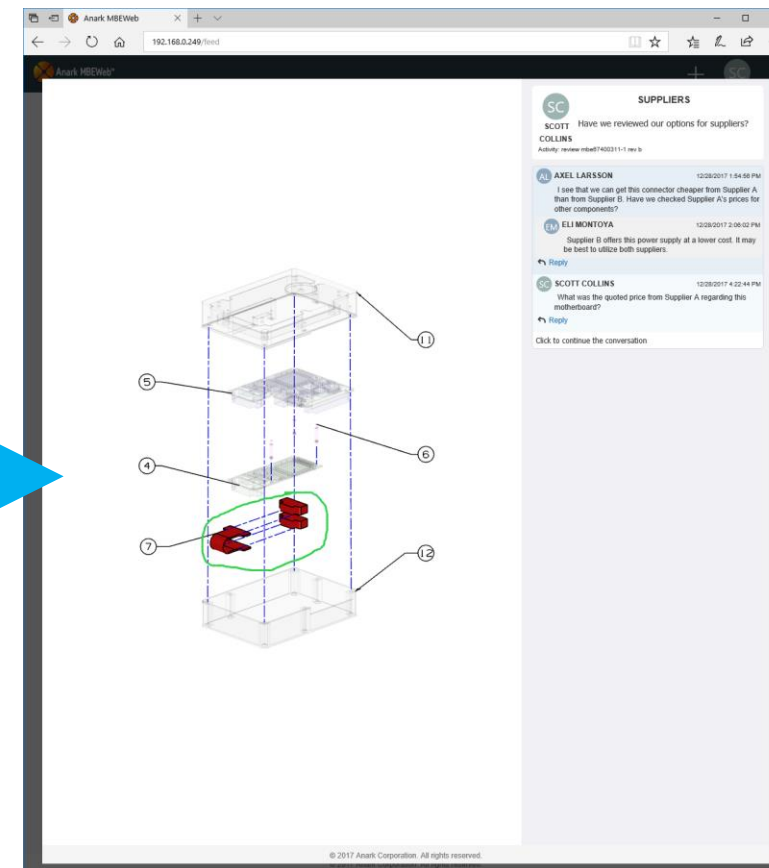 Anark MBEWeb
192.168.0.249/feed
Anark MBEWeb™
SC
SC
SCOTT COLLINS
SUPPLIERS
Have we reviewed our options for suppliers?
Activity: review mbe87400311-1 rev b
AL AXEL LARSSON 12/28/2017 1:54:56 PM
I see that we can get this connector cheaper from Supplier A
than from Supplier B. Have we checked Supplier A's prices for
other components?
EM ELI MONTOYA 12/28/2017 2:06:02 PM
Supplier B offers this power supply at a lower cost. It may
be best to utilize both suppliers.
Reply
SC SCOTT COLLINS 12/28/2017 4:22:44 PM
What was the quoted price from Supplier A regarding this
motherboard?
Reply
Click to continue the conversation
11
5
6
4
7
12
© 2017 Anark Corporation. All rights reserved.